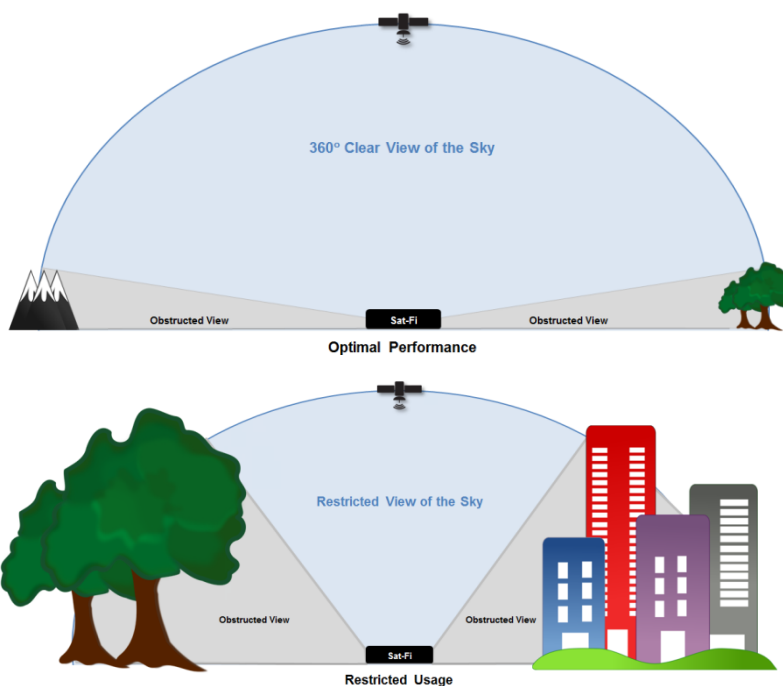 360° Clear View of the Sky
Obstructed View
Sat-Fi
Obstructed View
Optimal Performance
Restricted View of the Sky
Obstructed View
Obstructed View
Sat-Fi
Restricted Usage